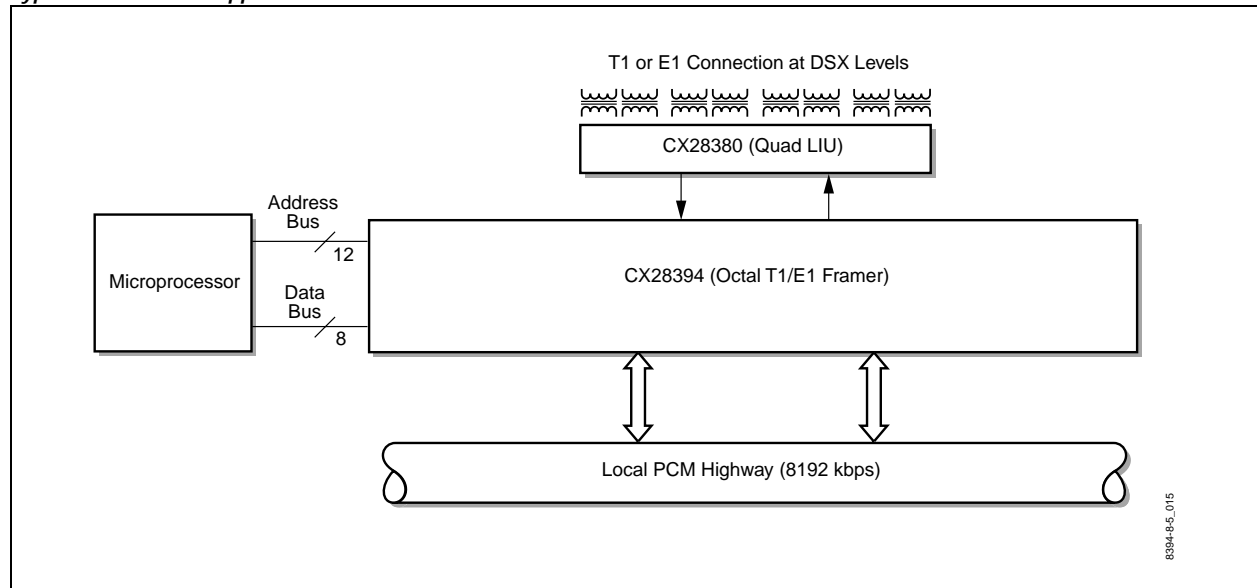 T1 or E1 Connection at DSX Levels
CX28380 (Quad LIU)
Address
Bus
12
Microprocessor
CX28394 (Octal T1/E1 Framer)
Data
Bus
8
Local PCM Highway (8192 kbps)
8394-8-5_015